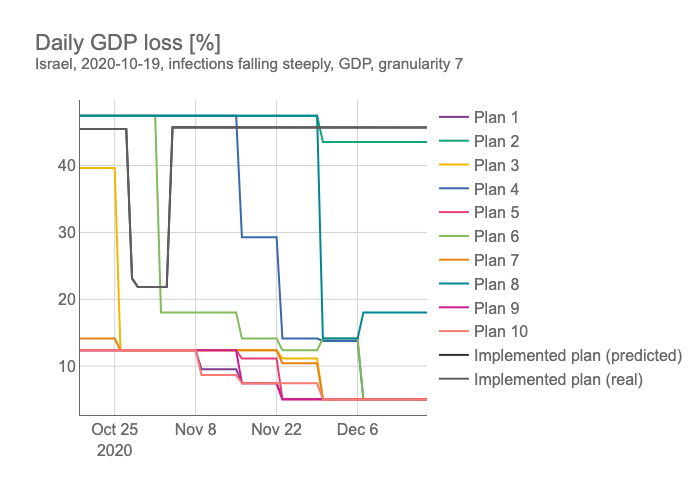 Daily GDP loss [%]
Israel, 2020-10-19, infections falling steeply, GDP, granularity 7
40
30
20
10
Oct 25
2020
Nov 8
Nov 22
Dec 6
Plan 1
Plan 2
Plan 3
Plan 4
Plan 5
Plan 6
Plan 7
Plan 8
Plan 9
Plan 10
Implemented plan (predicted)
Implemented plan (real)